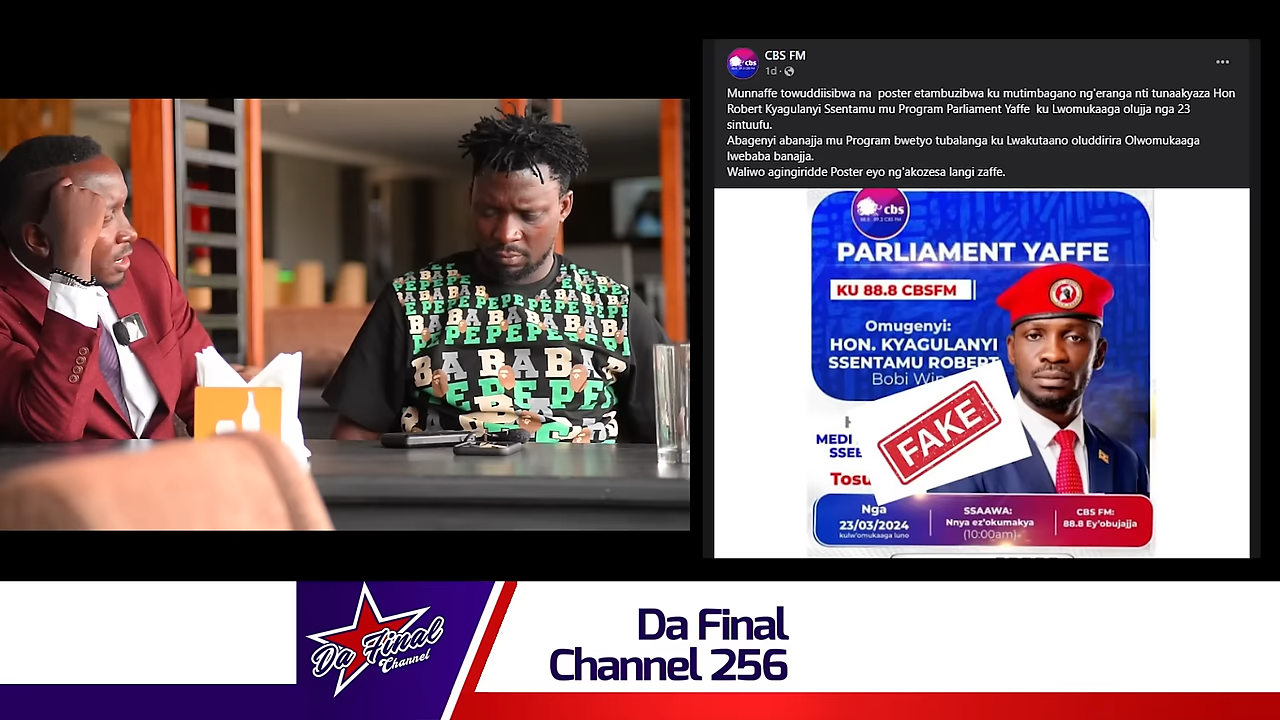 CBS FM
1d
Munnaffe towuddiisibwa na poster etambuzibwa ku mutimbagano ng'eranga nti tunaakyaza Hon
Robert Kyagulanyi Ssentamu mu Program Parliament Yaffe ku Lwomukaaga olujja nga 23
sintuufu.
Abagenyi abanajja mu Program bwetyo tubalanga ku Lwakutaano oluddirira Olwomukaaga
lwebaba banajja.
Waliwo agingiridde Poster eyo ng'akozesa langi zaffe.
cbs
PARLIAMENT YAFFE
KU 88.8 CBSFM
Omugenyi:
HON. KYAGULANYI
SSENTAMU ROBERT
Bobi
FAKE
MEDI
Nga
23/03/2024
kulw'omukaaga luno
SSAAWA:
Nnya ez'okumakya
(10:00am)
CBS FM:
88.8 Ey'obujajja
BA BABA
PEPEPE
Da Final
Channel
Da Final
Channel 256